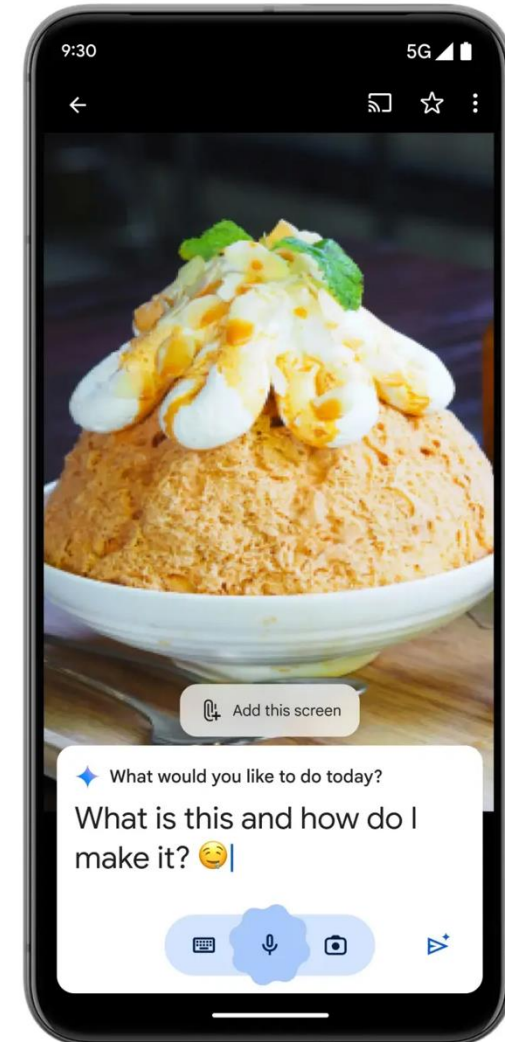 9:30
5G
Add this screen
What would you like to do today?
What is this and how do I
make it? 🤤